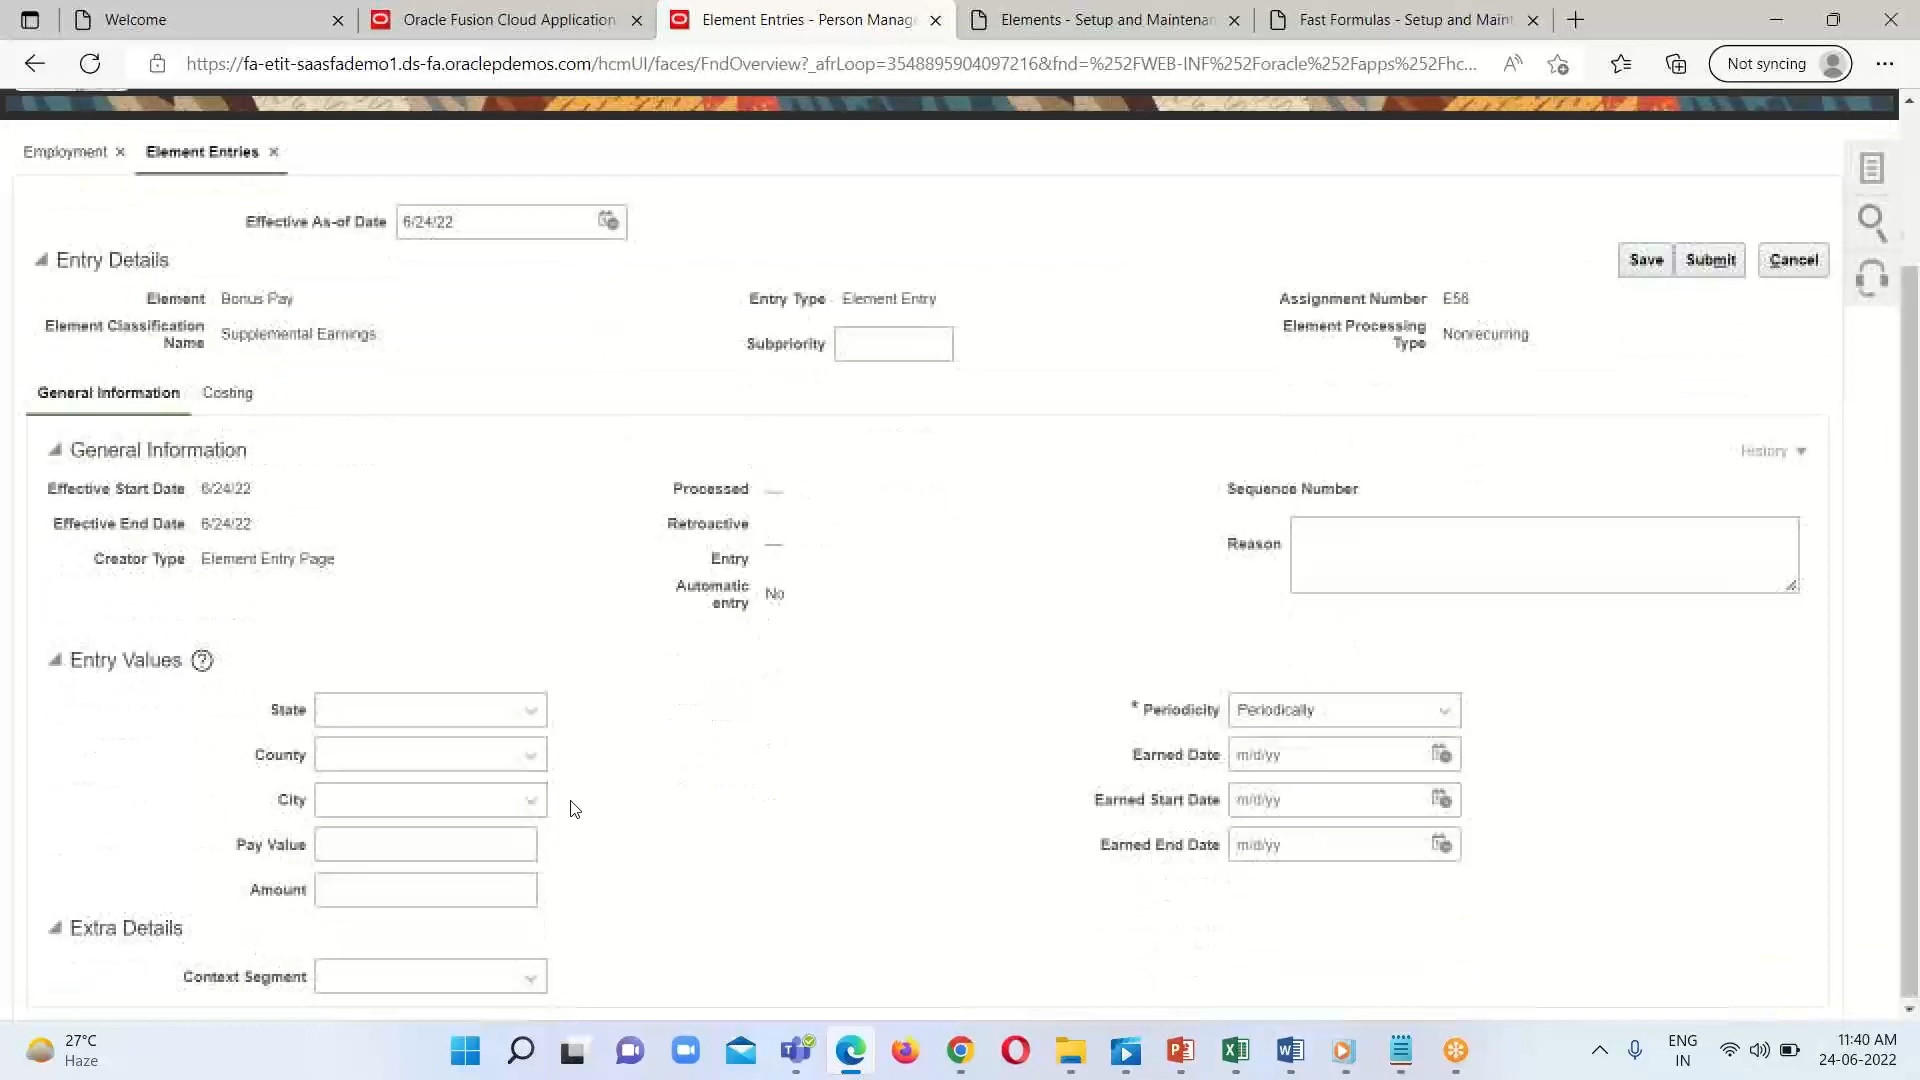 Welcome
Oracle Fusion Cloud Application
Element Entries - Person Manag
Elements - Setup and Maintenan
Fast Formulas - Setup and Maint
https://fa-etit-saasfademo1.ds-fa.oraclepdemos.com/hcmUI/faces/FndOverview?_afrLoop=3548895904097216&fnd=%252FWEB-INF%252Foracle%252Fapps%252Fhc...
Not syncing
Employment
Element Entries
Effective As-of Date 6/24/22
Entry Details
Save Submit Cancel
Element Bonus Pay
Entry Type Element Entry
Assignment Number E56
Element Classification Name Supplemental Earnings
Subpriority
Element Processing Type Nonrecurring
General Information Costing
General Information
History
Effective Start Date 6/24/22
Processed —
Sequence Number
Effective End Date 6/24/22
Retroactive Entry —
Reason
Creator Type Element Entry Page
Automatic entry No
Entry Values ?
State
* Periodicity Periodically
County
Earned Date m/d/yy
City
Earned Start Date m/d/yy
Pay Value
Earned End Date m/d/yy
Amount
Extra Details
Context Segment
27°C
Haze
ENG
IN
11:40 AM
24-06-2022